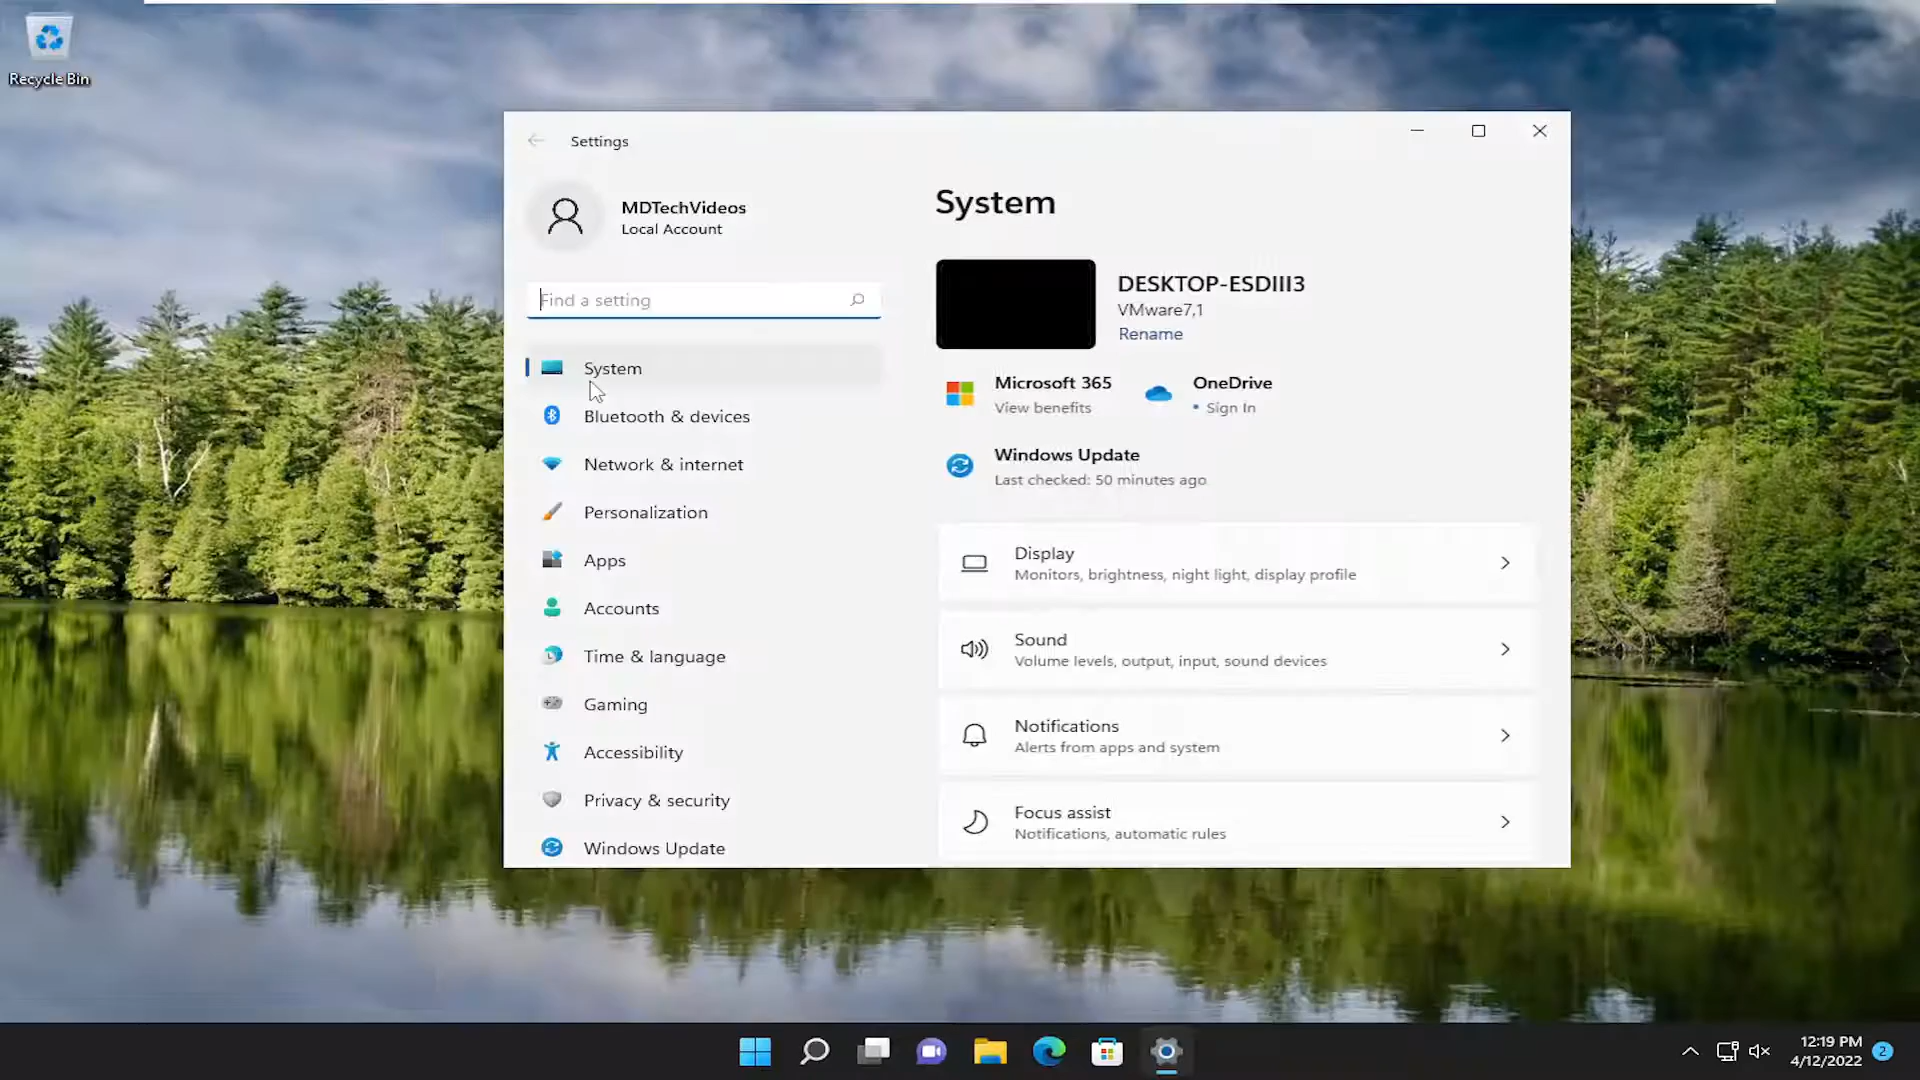 Recycle Bin
Settings
MDTechVideos
Local Account
Find a setting
System
Bluetooth & devices
Network & internet
Personalization
Apps
Accounts
Time & language
Gaming
Accessibility
Privacy & security
Windows Update
System
DESKTOP-ESDIII3
VMware7,1
Rename
Microsoft 365
View benefits
OneDrive
• Sign In
Windows Update
Last checked: 50 minutes ago
Display
Monitors, brightness, night light, display profile
Sound
Volume levels, output, input, sound devices
Notifications
Alerts from apps and system
Focus assist
Notifications, automatic rules
12:19 PM
4/12/2022
2